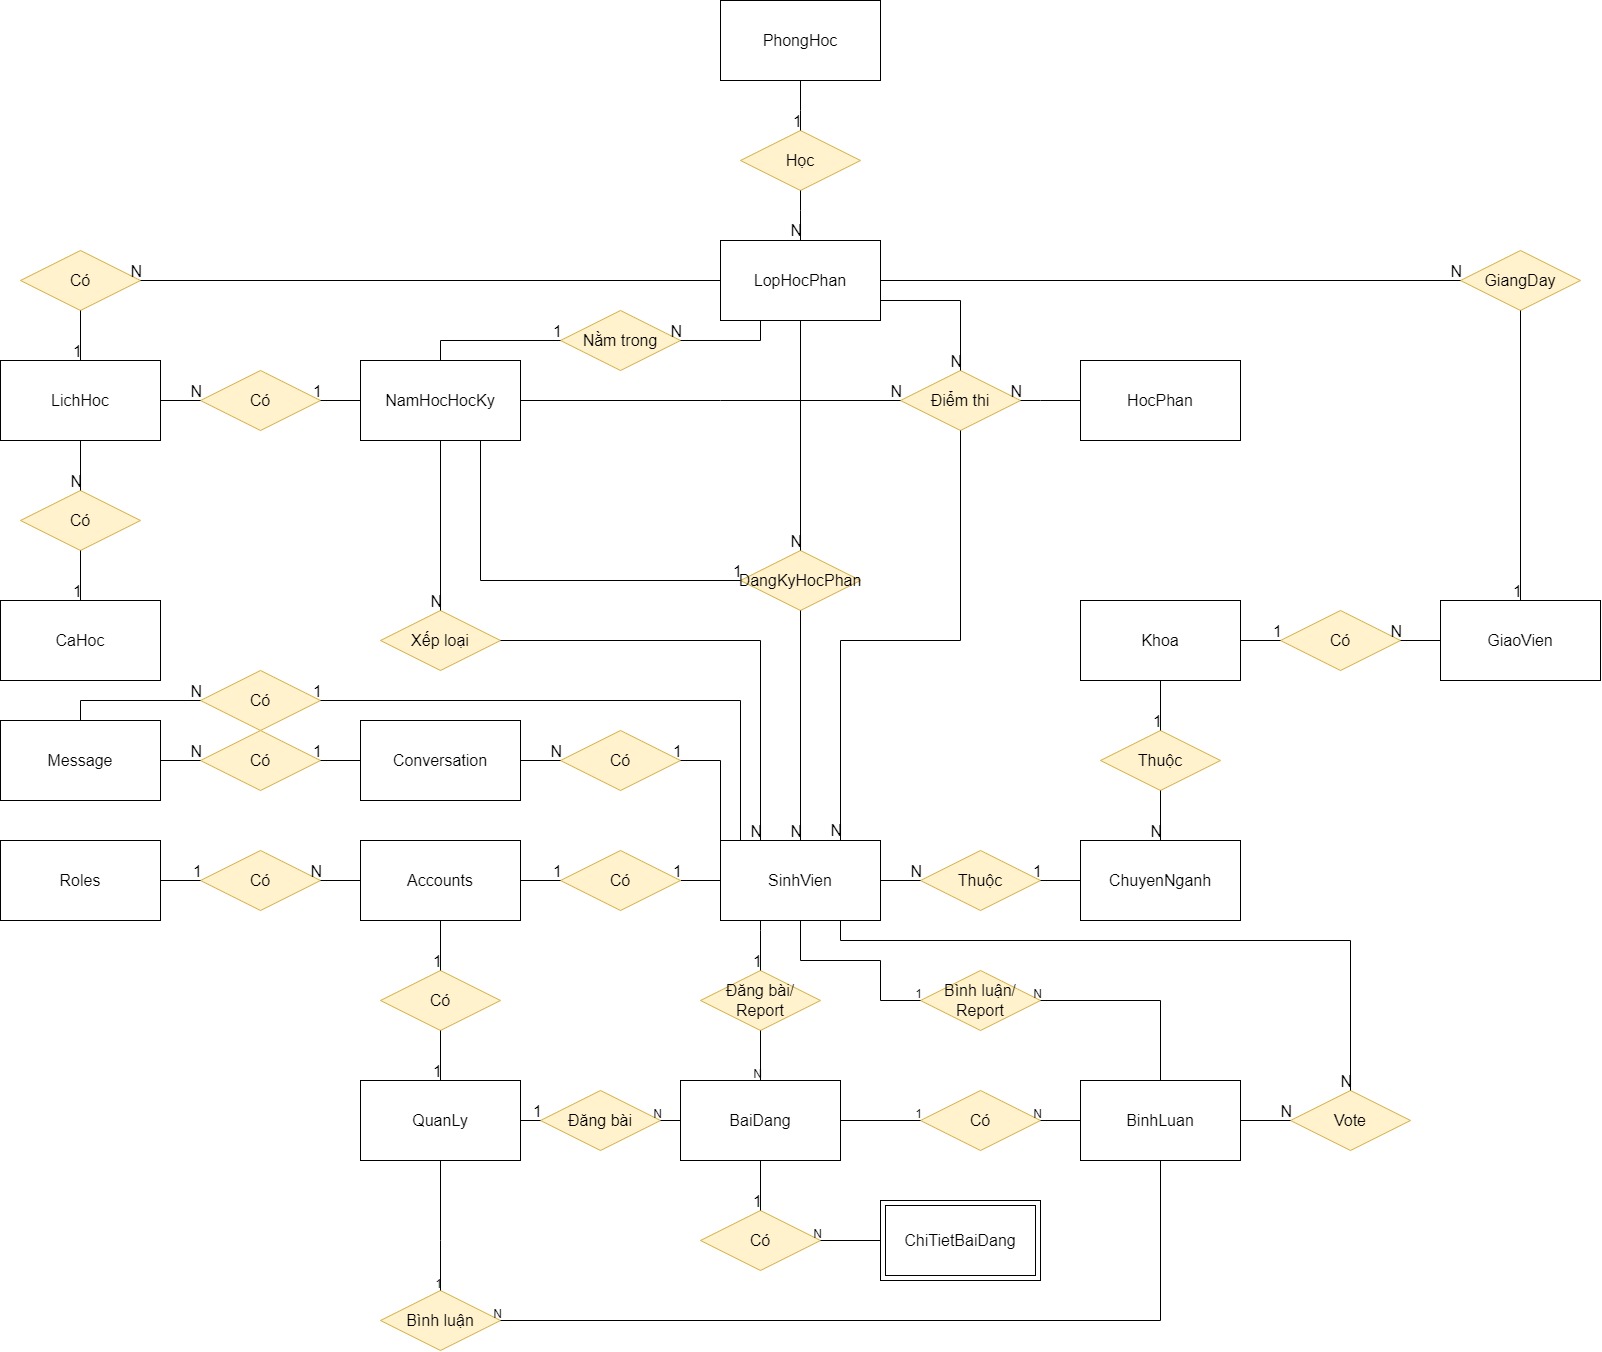 PhongHoc
1
Học
N
LopHocPhan
Có
N
N
GiangDay
1
Nằm trong
N
1
LichHoc
N
Có
1
NamHocHocKy
N
N
Điểm thi
N
HocPhan
N
Có
1
CaHoc
N
1
DangKyHocPhan
N
Xếp loại
Khoa
1
Có
N
1
GiaoVien
N
Có
1
Message
N
Có
1
Conversation
N
Có
1
1
Thuộc
N
Roles
1
Có
N
Accounts
1
Có
1
N
N
N
SinhVien
N
Thuộc
1
ChuyenNganh
1
Có
1
1
Đăng bài/
Report
N
1
Bình luận/
Report
N
QuanLy
1
Đăng bài
N
BaiDang
1
Có
N
BinhLuan
N
N
Vote
1
Có
N
ChiTietBaiDang
1
Bình luận
N